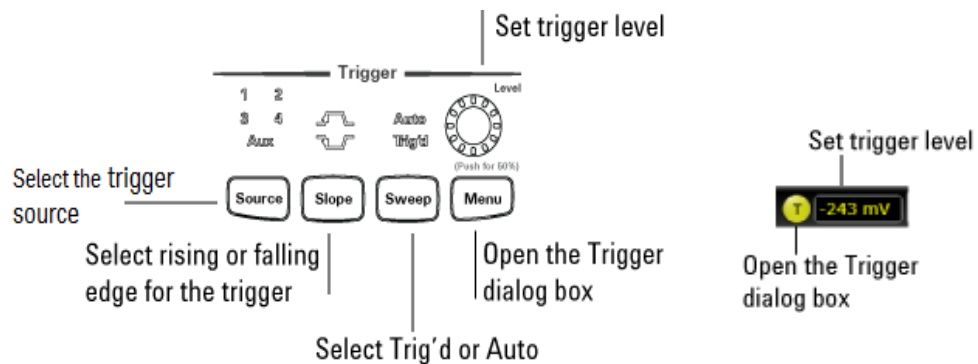 Set trigger level
Trigger
Level
1 2
3 4 Auto
Aux Trig'd
(Push for 50%)
Select the trigger
source
Source Slope Sweep Menu
Select rising or falling
edge for the trigger
Open the Trigger
dialog box
Select Trig'd or Auto
Set trigger level
T -243 mV
Open the Trigger
dialog box